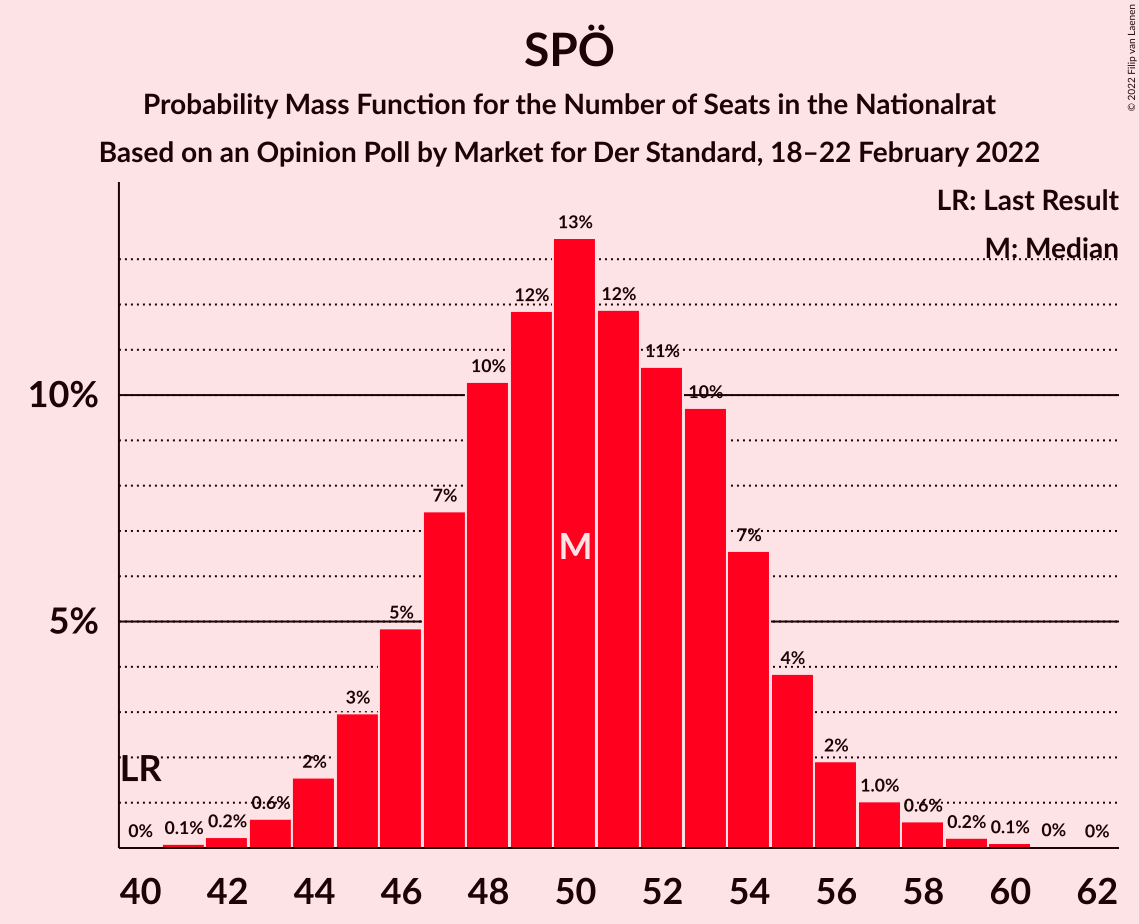 SPÖ
Probability Mass Function for the Number of Seats in the Nationalrat
Based on an Opinion Poll by Market for Der Standard, 18–22 February 2022
© 2022 Filip van Laenen
LR: Last Result
M: Median
13%
12%
12%
11%
10%
10%
10%
7%
7%
M
5%
5%
4%
3%
2%
2%
LR
1.0%
0.6%
0.6%
0.2%
0.2%
0.1%
0.1%
0%
0%
0%
40 42 44 46 48 50 52 54 56 58 60 62